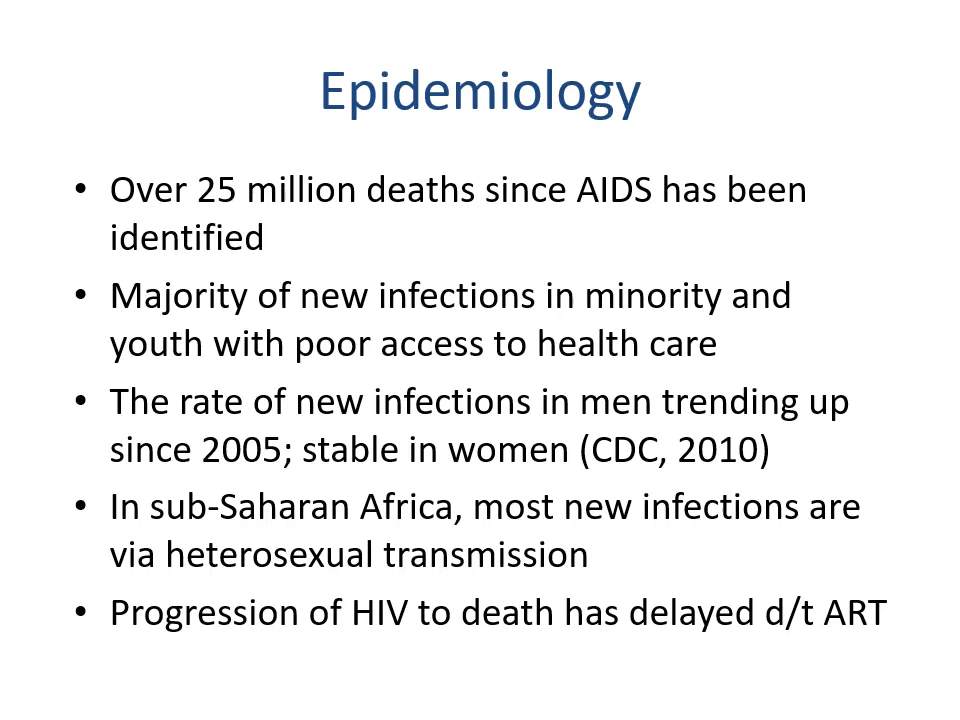 Epidemiology
• Over 25 million deaths since AIDS has been
identified
• Majority of new infections in minority and
youth with poor access to health care
• The rate of new infections in men trending up
since 2005; stable in women (CDC, 2010)
• In sub-Saharan Africa, most new infections are
via heterosexual transmission
• Progression of HIV to death has delayed d/t ART